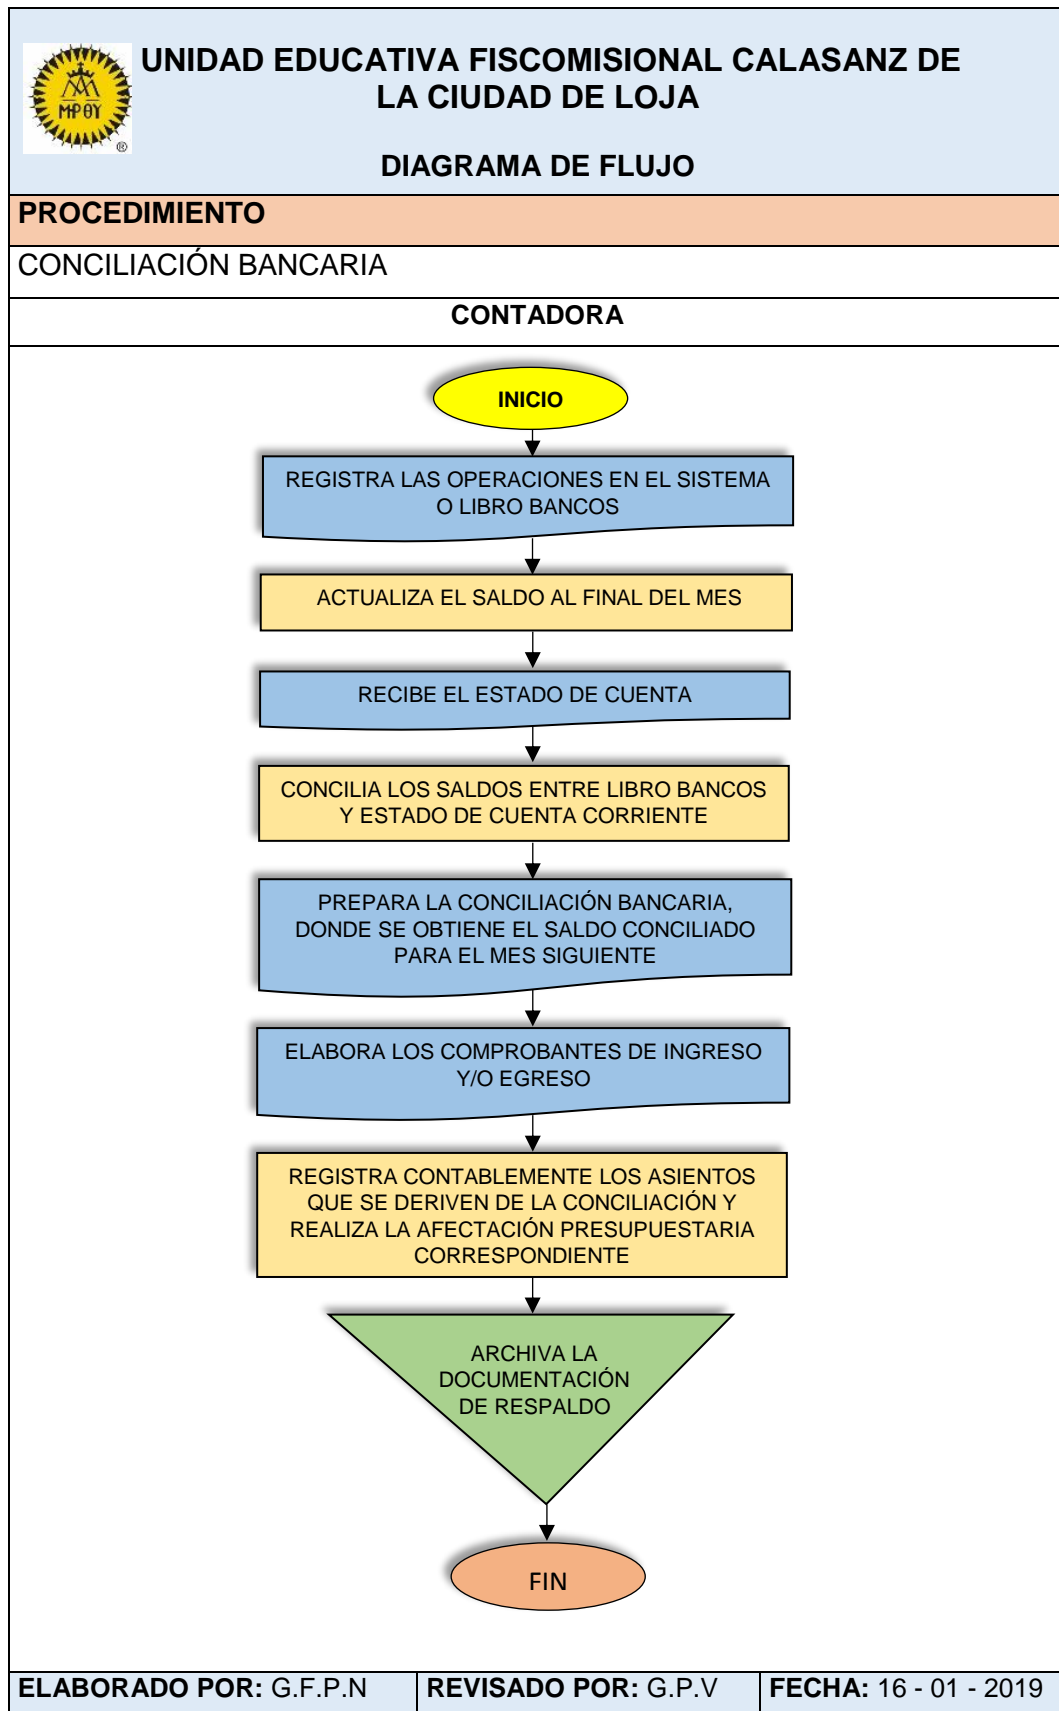 UNIDAD EDUCATIVA FISCOMISIONAL CALASANZ DE
LA CIUDAD DE LOJA
ΜΡ ΘΥ
®
DIAGRAMA DE FLUJO
PROCEDIMIENTO
CONCILIACIÓN BANCARIA
CONTADORA
INICIO
REGISTRA LAS OPERACIONES EN EL SISTEMA
O LIBRO BANCOS
ACTUALIZA EL SALDO AL FINAL DEL MES
RECIBE EL ESTADO DE CUENTA
CONCILIA LOS SALDOS ENTRE LIBRO BANCOS
Y ESTADO DE CUENTA CORRIENTE
PREPARA LA CONCILIACIÓN BANCARIA,
DONDE SE OBTIENE EL SALDO CONCILIADO
PARA EL MES SIGUIENTE
ELABORA LOS COMPROBANTES DE INGRESO
Y/O EGRESO
REGISTRA CONTABLEMENTE LOS ASIENTOS
QUE SE DERIVEN DE LA CONCILIACIÓN Y
REALIZA LA AFECTACIÓN PRESUPUESTARIA
CORRESPONDIENTE
ARCHIVA LA
DOCUMENTACIÓN
DE RESPALDO
FIN
ELABORADO POR: G.F.P.N
REVISADO POR: G.P.V
FECHA: 16 - 01 - 2019